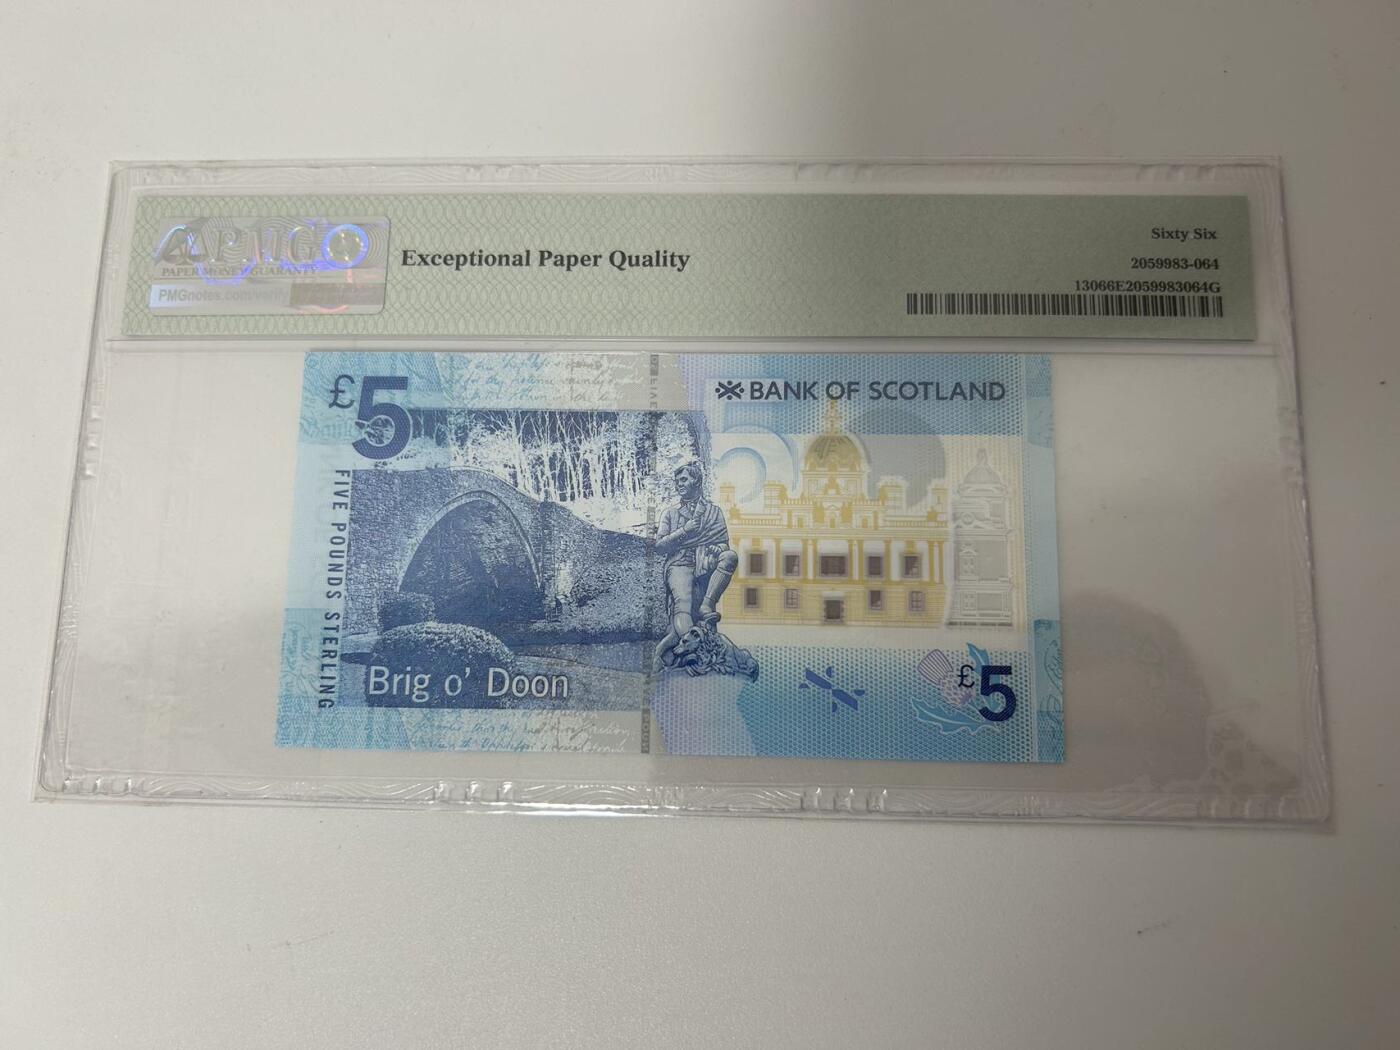 PMG
PAPER MONEY GUARANTY
PMGnotes.com/verify
Exceptional Paper Quality
Sixty Six
2059983-064
13066E2059983064G
£5
BANK OF SCOTLAND
FIVE POUNDS STERLING
Brig o' Doon
£5